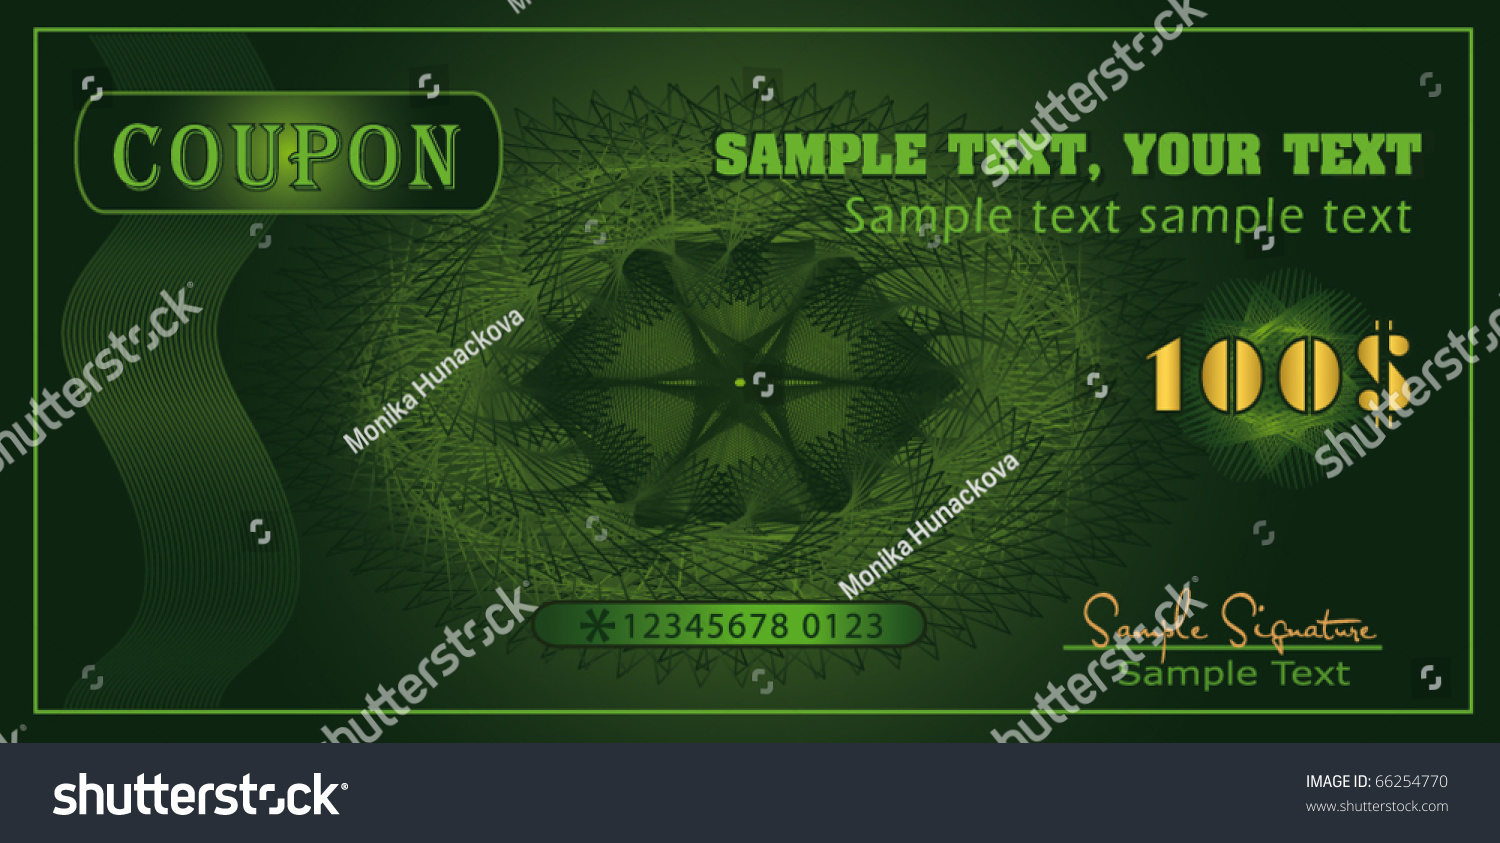 COUPON
SAMPLE TEXT, YOUR TEXT
Sample text sample text
100$
*12345678 0123
Sample Signature
Sample Text
shutterstock
shutterstock
shutterstock
shutterstock
shutterstock
Monika Hunackova
Monika Hunackova
shutterstock®
IMAGE ID: 66254770
www.shutterstock.com